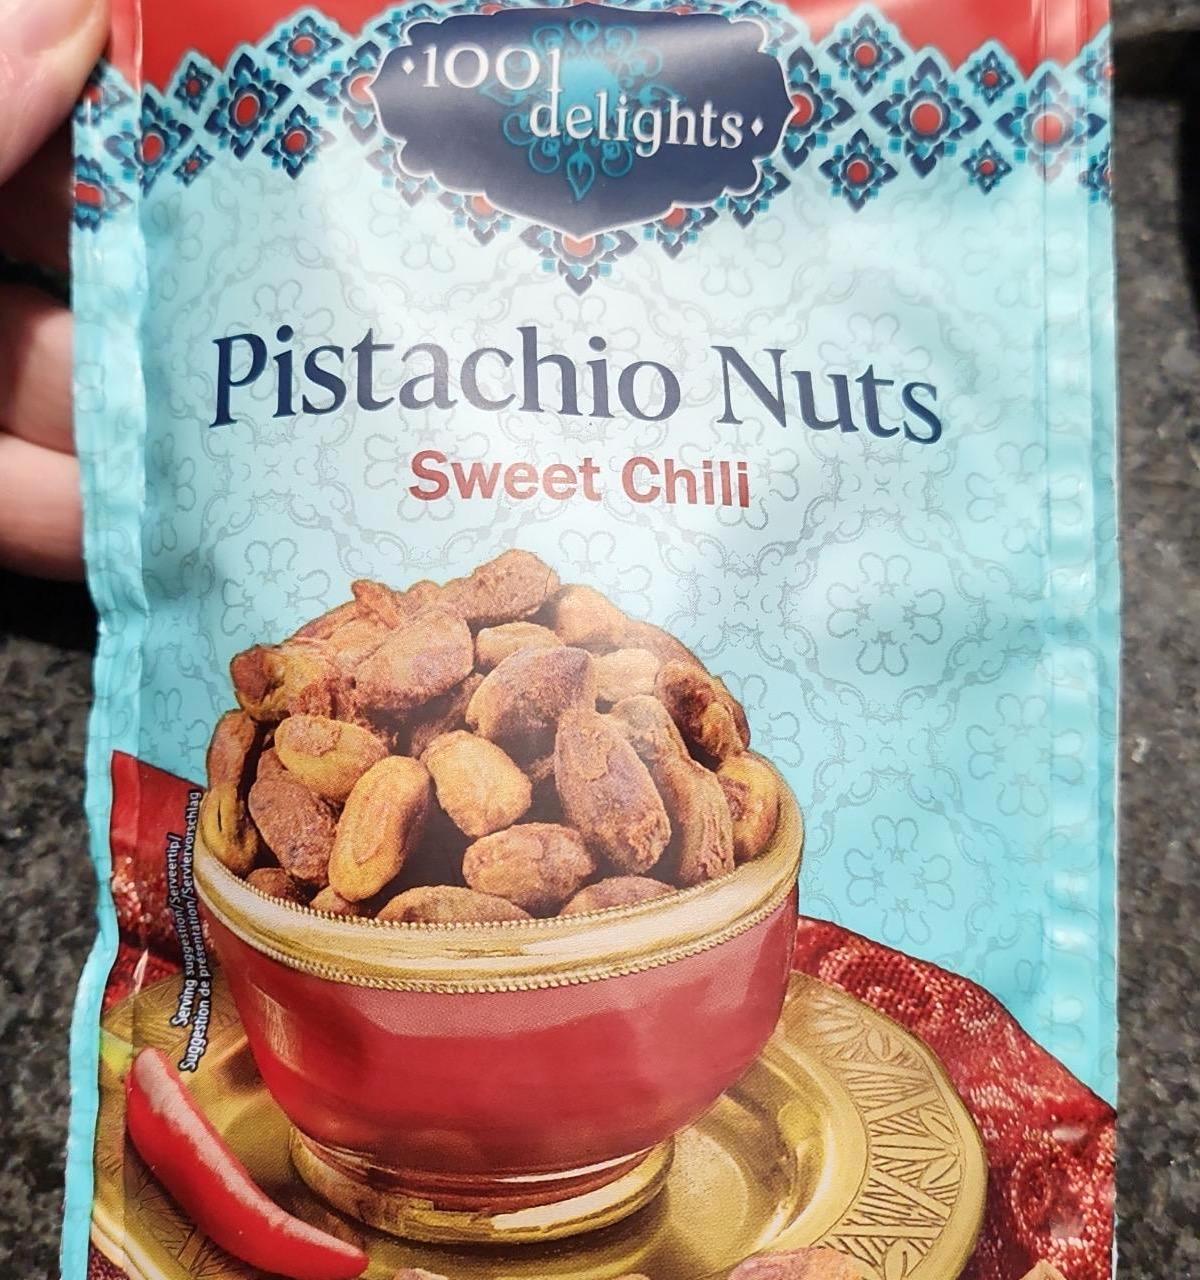 1001
delights
Pistachio Nuts
Sweet Chili
Serving suggestion/Serveertip/
Suggestion de présentation/Serviervorschlag